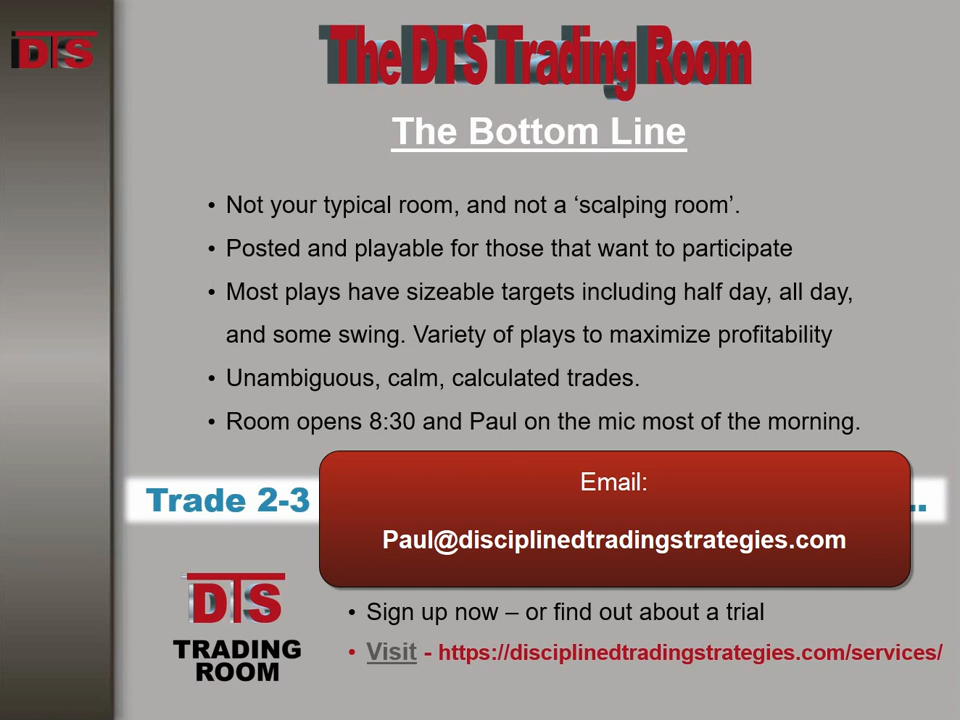 DTS
The DTS Trading Room
The Bottom Line
• Not your typical room, and not a ‘scalping room’.
• Posted and playable for those that want to participate
• Most plays have sizeable targets including half day, all day,
and some swing. Variety of plays to maximize profitability
• Unambiguous, calm, calculated trades.
• Room opens 8:30 and Paul on the mic most of the morning.
Email:
Trade 2-3 ..
Paul@disciplinedtradingstrategies.com
DTS
TRADING
ROOM
• Sign up now – or find out about a trial
• Visit - https://disciplinedtradingstrategies.com/services/